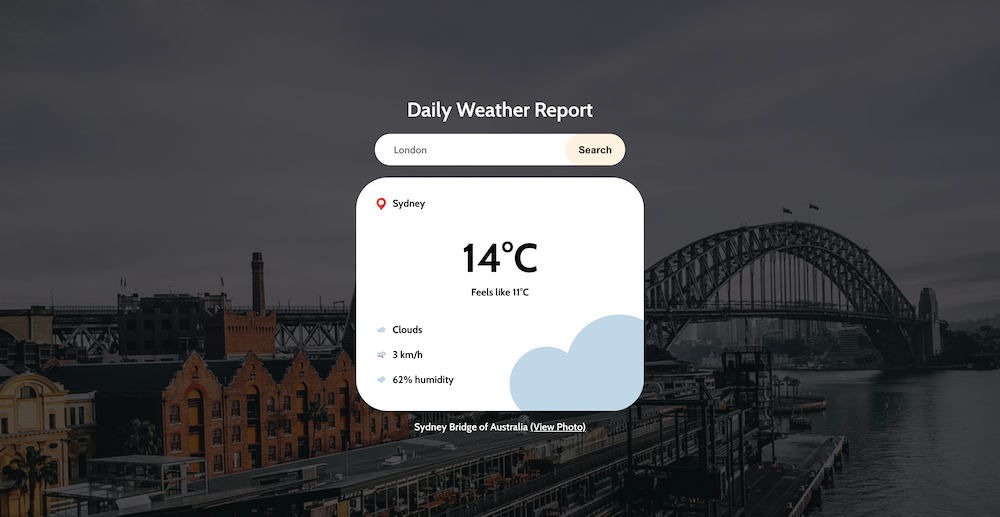 Daily Weather Report
London
Search
Sydney
14°C
Feels like 11°C
Clouds
3 km/h
62% humidity
Sydney Bridge of Australia (View Photo)